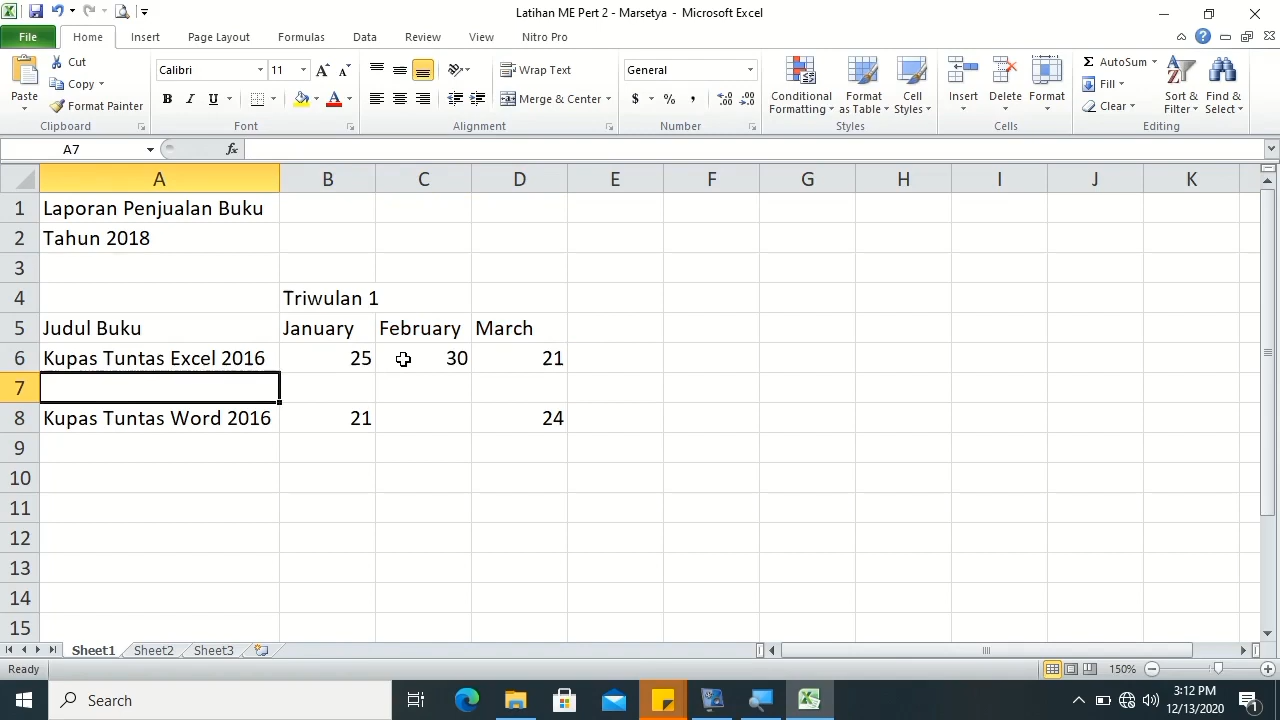 Latihan ME Pert 2 - Marsetya - Microsoft Excel
File Home Insert Page Layout Formulas Data Review View Nitro Pro
Paste Cut Copy Format Painter
Calibri 11
B I U
Wrap Text
Merge & Center
General
$ % ,
Conditional Formatting Format as Table Cell Styles
Insert Delete Format
AutoSum Fill Clear
Sort & Filter Find & Select
Clipboard Font Alignment Number Styles Cells Editing
A7 fx
A B C D E F G H I J K
1 Laporan Penjualan Buku
2 Tahun 2018
3
4 Triwulan 1
5 Judul Buku January February March
6 Kupas Tuntas Excel 2016 25 30 21
7
8 Kupas Tuntas Word 2016 21 24
9
10
11
12
13
14
15
Sheet1 Sheet2 Sheet3
Ready 150%
Search
3:12 PM
12/13/2020
1